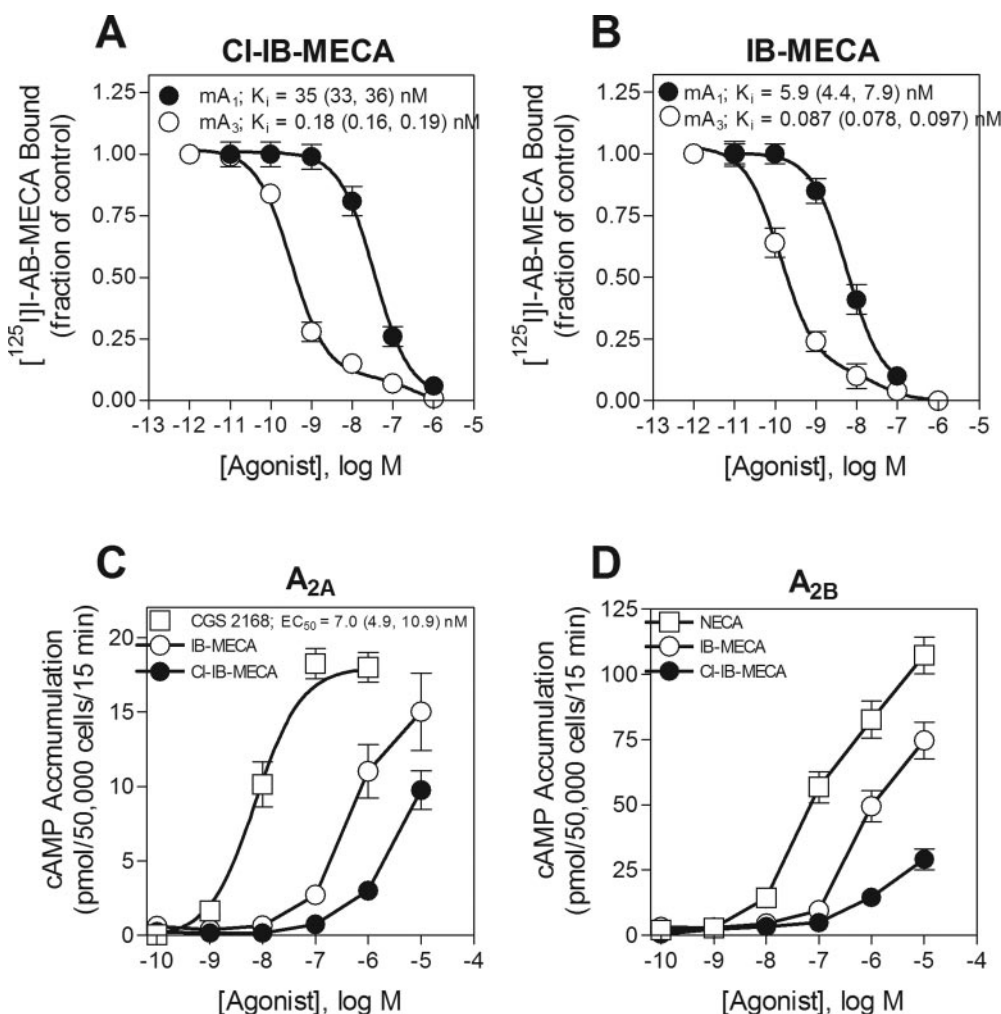 A
Cl-IB-MECA
mA₁; Kᵢ = 35 (33, 36) nM
mA₃; Kᵢ = 0.18 (0.16, 0.19) nM
[¹²⁵I]I-AB-MECA Bound
(fraction of control)
1.00
0.75
0.50
0.25
0.00
-13 -12 -11 -10 -9 -8 -7 -6 -5
[Agonist], log M
B
IB-MECA
mA₁; Kᵢ = 5.9 (4.4, 7.9) nM
mA₃; Kᵢ = 0.087 (0.078, 0.097) nM
[¹²⁵I]I-AB-MECA Bound
(fraction of control)
1.00
0.75
0.50
0.25
0.00
-13 -12 -11 -10 -9 -8 -7 -6 -5
[Agonist], log M
C
A₂A
CGS 2168; EC₅₀ = 7.0 (4.9, 10.9) nM
IB-MECA
Cl-IB-MECA
cAMP Accmumulation
(pmol/50,000 cells/15 min)
20
15
10
5
0
-10 -9 -8 -7 -6 -5 -4
[Agonist], log M
D
A₂B
NECA
IB-MECA
Cl-IB-MECA
cAMP Accumulation
(pmol/50,000 cells/15 min)
125
100
75
50
25
0
-10 -9 -8 -7 -6 -5 -4
[Agonist], log M